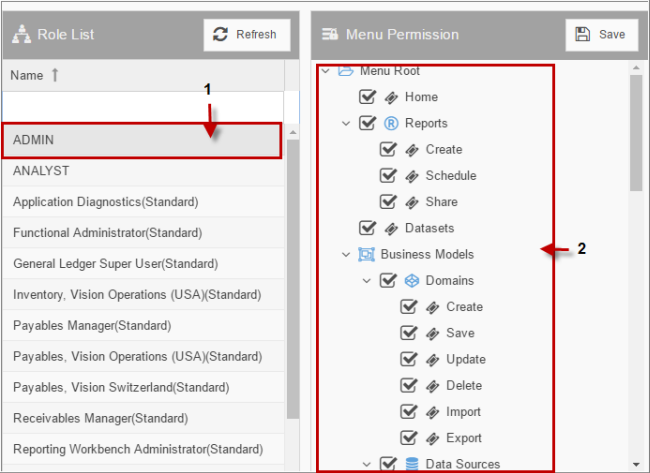 Role List
Refresh
Name
1
ADMIN
ANALYST
Application Diagnostics(Standard)
Functional Administrator(Standard)
General Ledger Super User(Standard)
Inventory, Vision Operations (USA)(Standard)
Payables Manager(Standard)
Payables, Vision Operations (USA)(Standard)
Payables, Vision Switzerland(Standard)
Receivables Manager(Standard)
Reporting Workbench Administrator(Standard)
Menu Permission
Save
Menu Root
Home
Reports
Create
Schedule
Share
Datasets
Business Models
2
Domains
Create
Save
Update
Delete
Import
Export
Data Sources